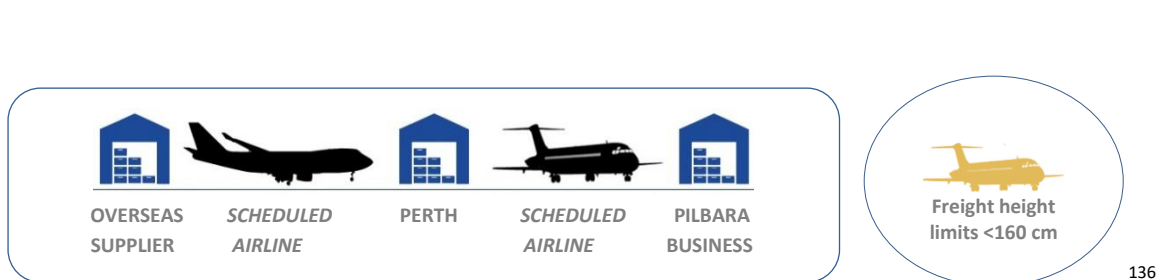 OVERSEAS SUPPLIER
SCHEDULED AIRLINE
PERTH
SCHEDULED AIRLINE
PILBARA BUSINESS
Freight height
limits <160 cm
136